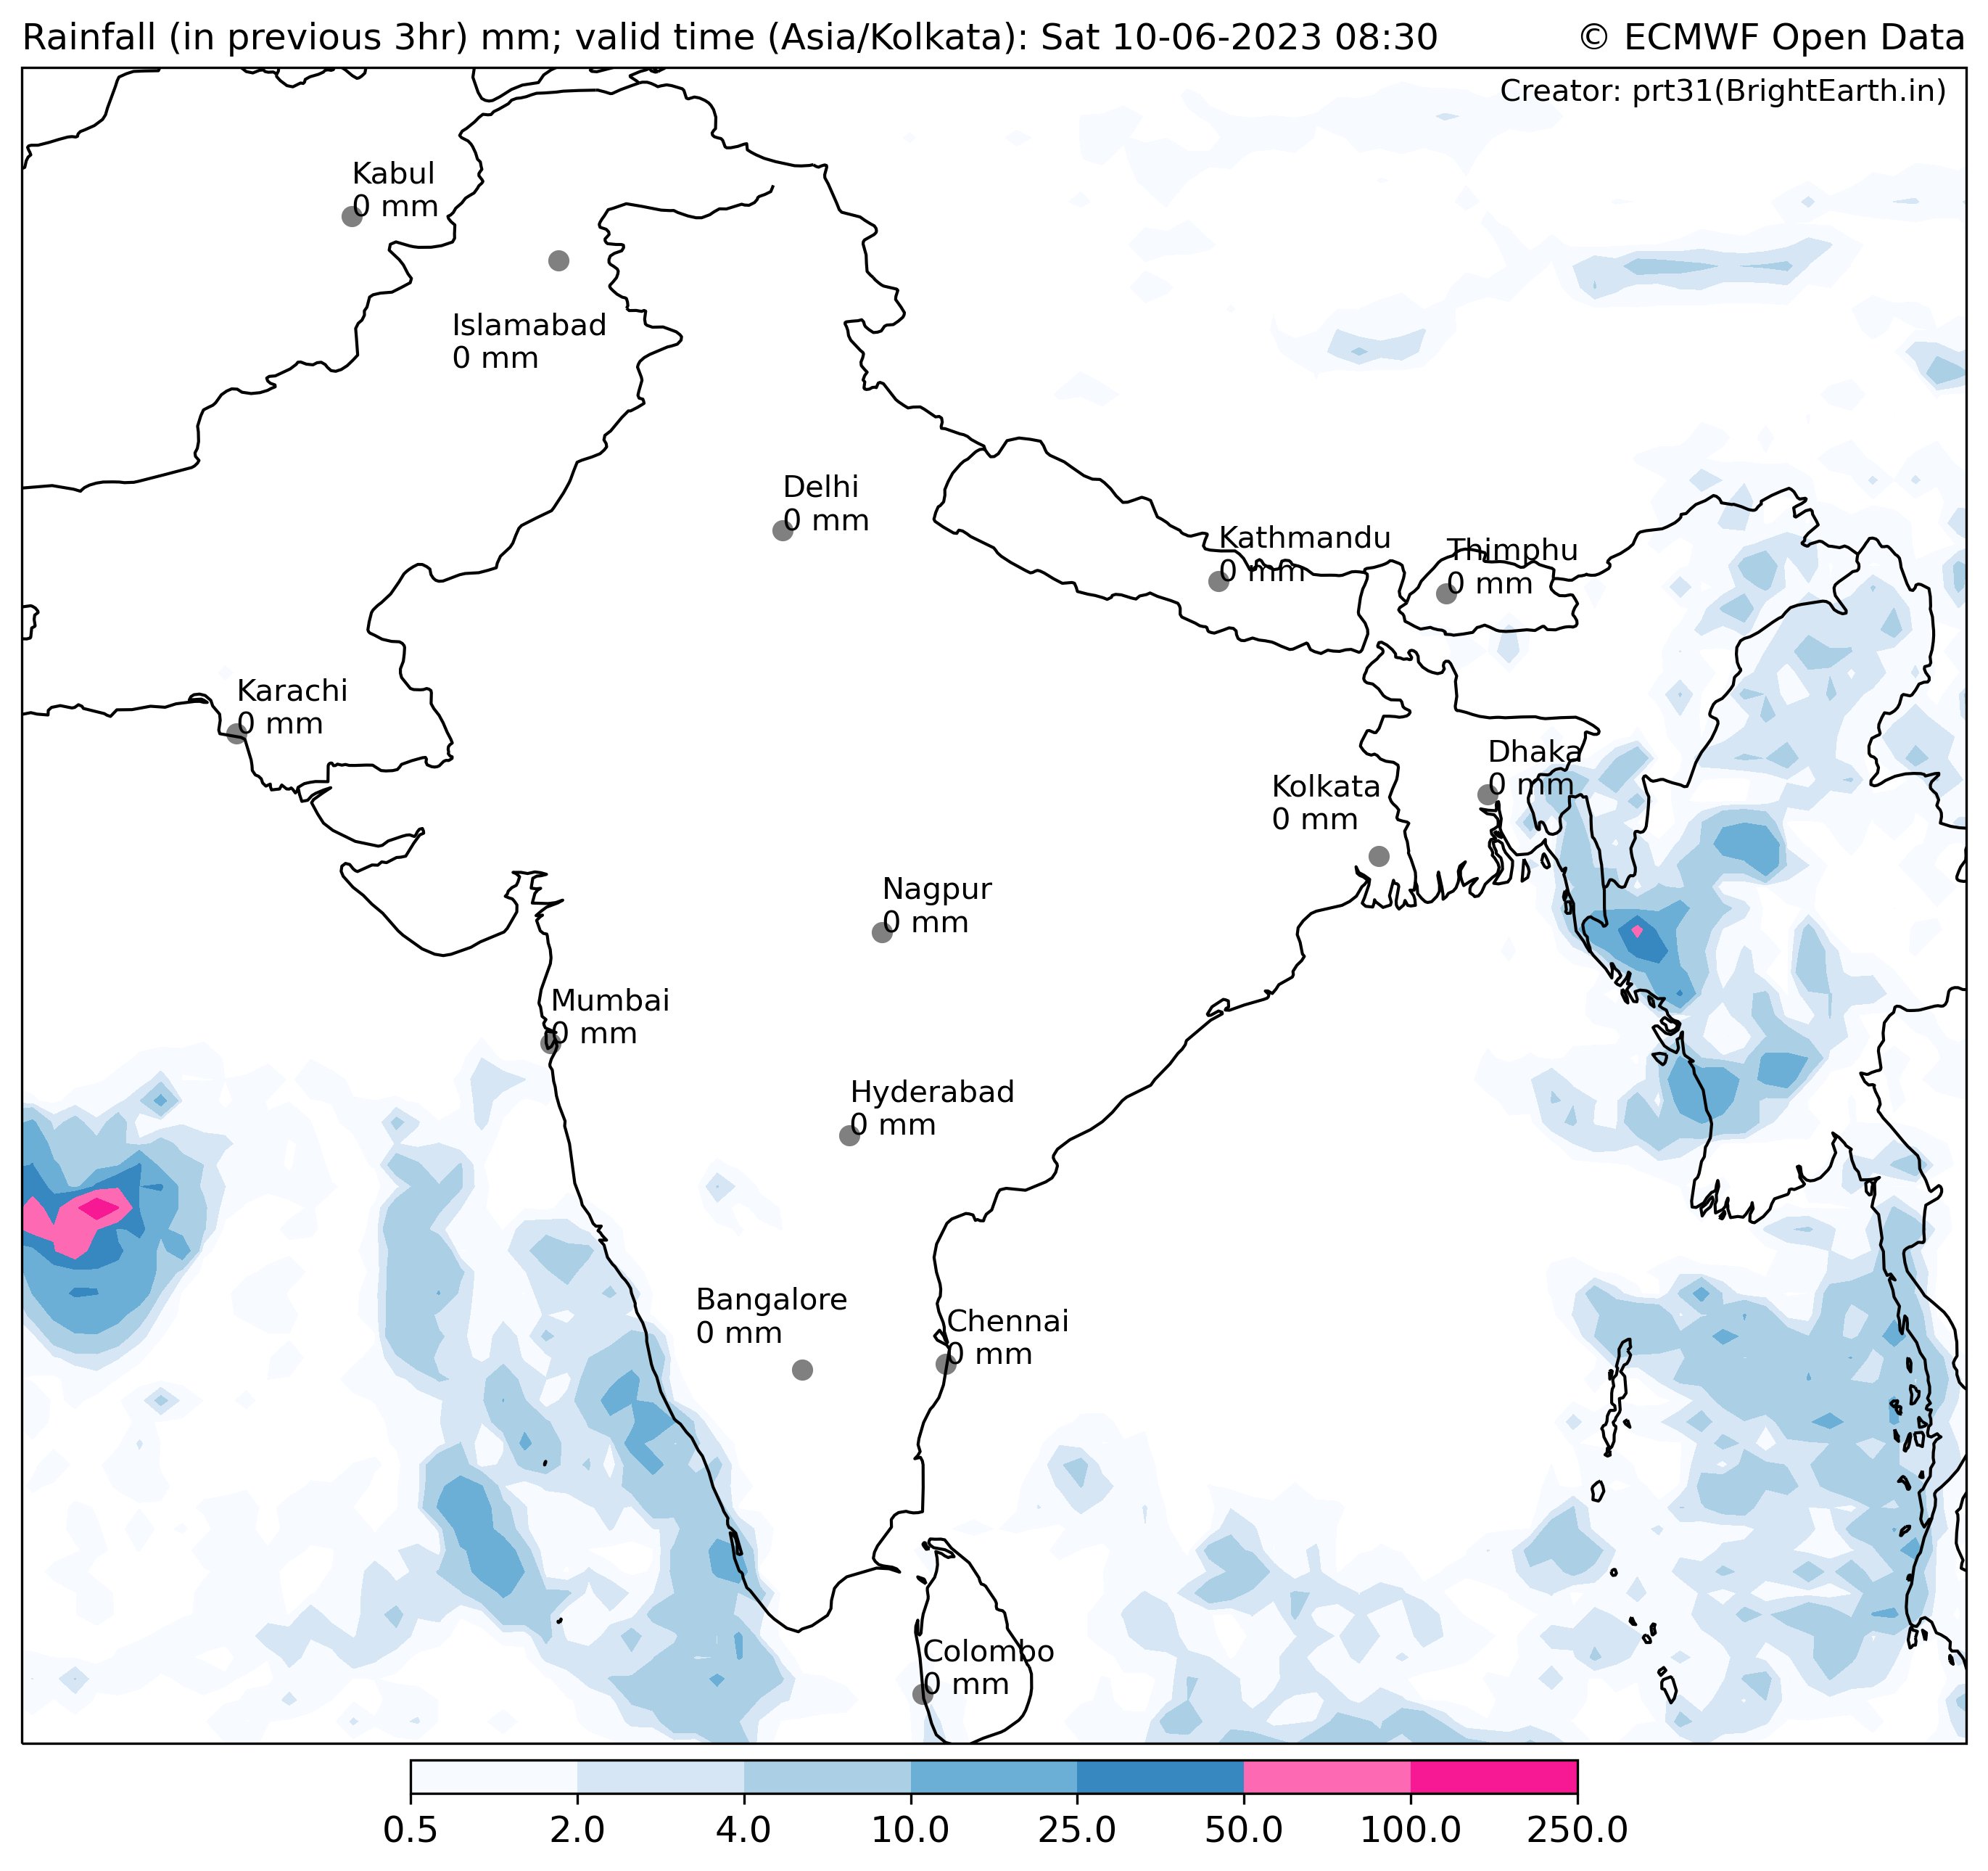 Rainfall (in previous 3hr) mm; valid time (Asia/Kolkata): Sat 10-06-2023 08:30
© ECMWF Open Data
Creator: prt31(BrightEarth.in)
Kabul
0 mm
Islamabad
0 mm
Delhi
0 mm
Kathmandu
0 mm
Thimphu
0 mm
Karachi
0 mm
Dhaka
0 mm
Kolkata
0 mm
Nagpur
0 mm
Mumbai
0 mm
Hyderabad
0 mm
Bangalore
0 mm
Chennai
0 mm
Colombo
0 mm
0.5 2.0 4.0 10.0 25.0 50.0 100.0 250.0